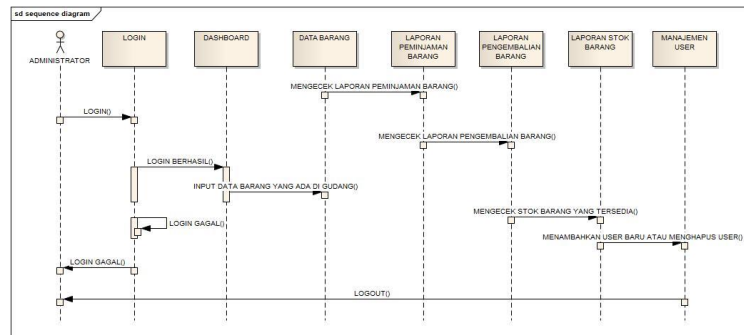 sd sequence diagram
ADMINISTRATOR
LOGIN
DASHBOARD
DATA BARANG
LAPORAN
PEMINJAMAN
BARANG
LAPORAN
PENGEMBALIAN
BARANG
LAPORAN STOK
BARANG
MANAJEMEN
USER
MENGECEK LAPORAN PEMINJAMAN BARANG()
LOGIN()
MENGECEK LAPORAN PENGEMBALIAN BARANG()
LOGIN BERHASIL()
INPUT DATA BARANG YANG ADA DI GUDANG()
MENGECEK STOK BARANG YANG TERSEDIA()
LOGIN GAGAL()
MENAMBAHKAN USER BARU ATAU MENGHAPUS USER()
LOGIN GAGAL()
LOGOUT()